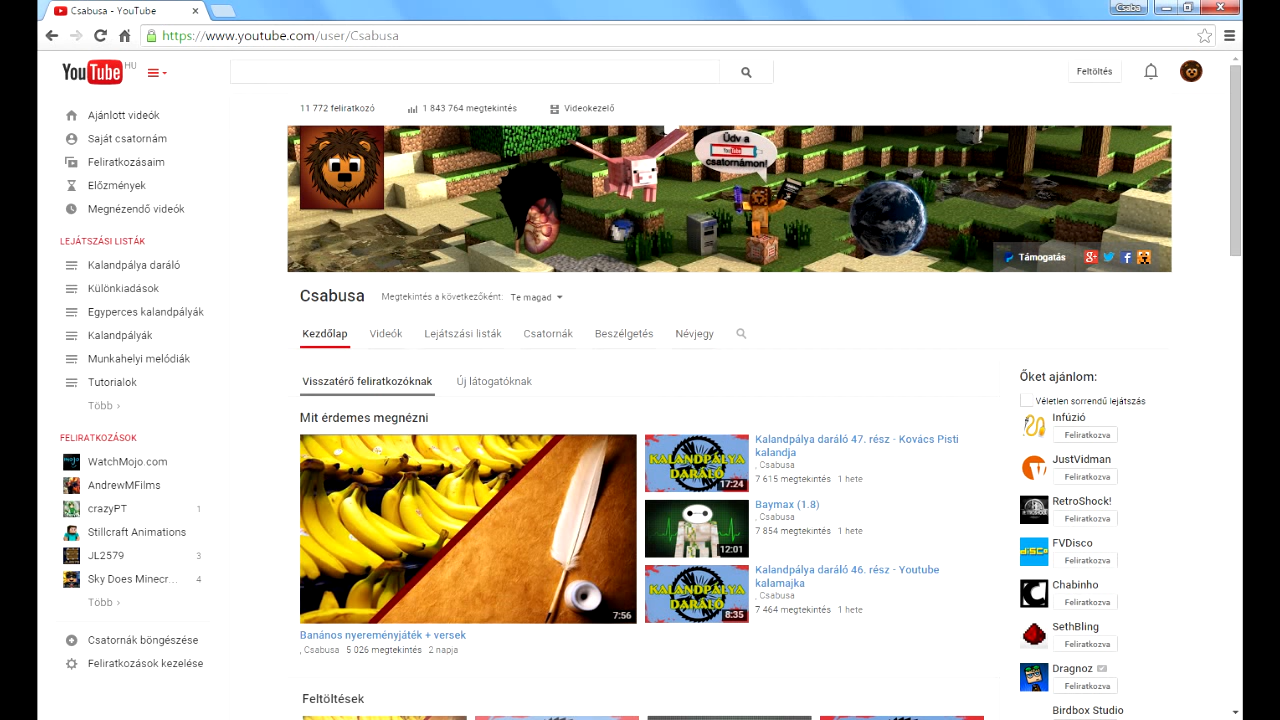 Csabusa - YouTube
Csaba
https://www.youtube.com/user/Csabusa
YouTube HU
Feltöltés
11 772 feliratkozó
1 843 764 megtekintés
Videokezelő
Ajánlott videók
Saját csatornám
Feliratkozásaim
Előzmények
Megnézendő videók
LEJÁTSZÁSI LISTÁK
Kalandpálya daráló
Különkiadások
Egyperces kalandpályák
Kalandpályák
Munkahelyi melódiák
Tutorialok
Több ›
FELIRATKOZÁSOK
WatchMojo.com
AndrewMFilms
crazyPT 1
Stillcraft Animations
JL2579 3
Sky Does Minecr... 4
Több ›
Csatornák böngészése
Feliratkozások kezelése
Üdv a
YouTube
csatornámon!
Támogatás
Csabusa
Megtekintés a következőként: Te magad
Kezdőlap
Videók
Lejátszási listák
Csatornák
Beszélgetés
Névjegy
Visszatérő feliratkozóknak
Új látogatóknak
Mit érdemes megnézni
7:56
Banános nyereményjáték + versek
, Csabusa 5 026 megtekintés 2 napja
KALANDPÁLYA
DARÁLÓ
17:24
Kalandpálya daráló 47. rész - Kovács Pisti
kalandja
, Csabusa
7 615 megtekintés 1 hete
12:01
Baymax (1.8)
, Csabusa
7 854 megtekintés 1 hete
KALANDPÁLYA
DARÁLÓ
8:35
Kalandpálya daráló 46. rész - Youtube
kalamajka
, Csabusa
7 464 megtekintés 1 hete
Feltöltések
Őket ajánlom:
Véletlen sorrendű lejátszás
Infúzió
Feliratkozva
JustVidman
Feliratkozva
RetroShock!
Feliratkozva
FVDisco
Feliratkozva
Chabinho
Feliratkozva
SethBling
Feliratkozva
Dragnoz
Feliratkozva
Birdbox Studio